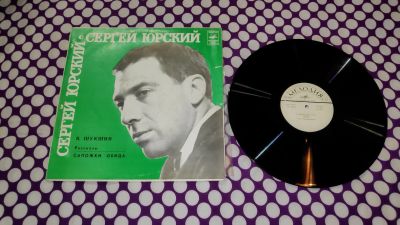 СЕРГЕЙ ЮРСКИЙ
СЕРГЕЙ ЮРСКИЙ
В. ШУКШИН
Рассказы
САПОЖКИ. ОБИДА
МЕЛОДИЯ